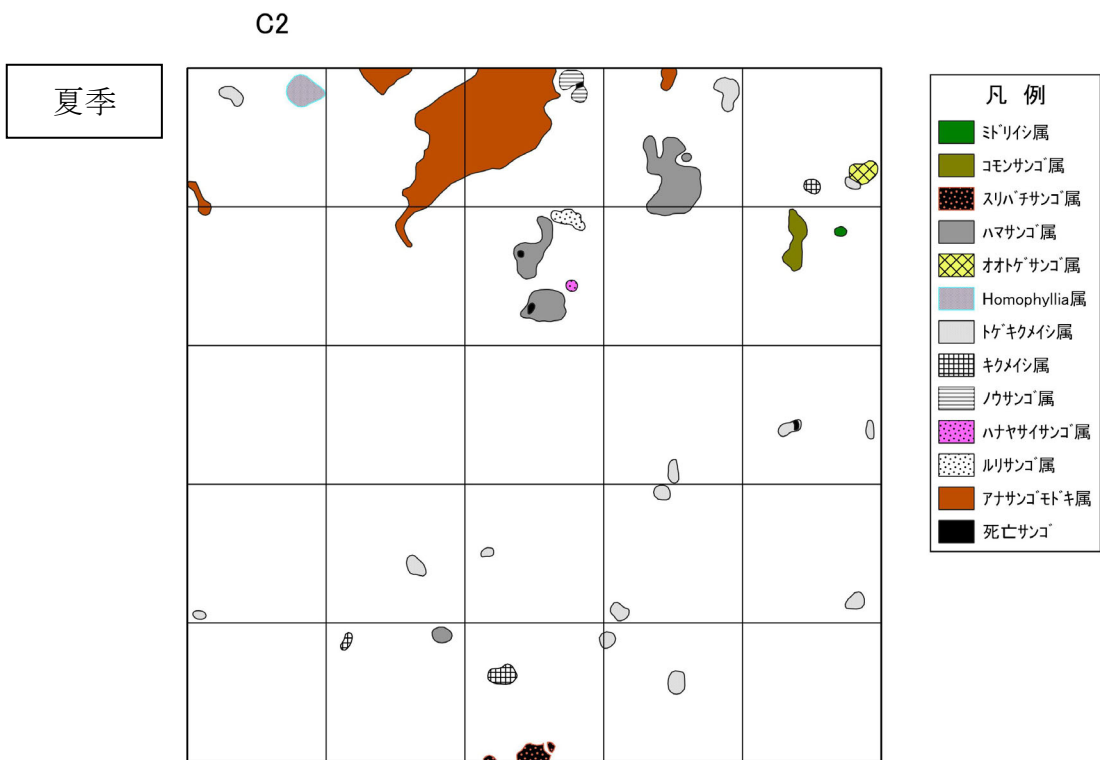 C2
夏季
凡 例
ミドリイシ属
コモンサンゴ属
スリバチサンゴ属
ハマサンゴ属
オオトゲサンゴ属
Homophyllia属
トゲキクメイシ属
キクメイシ属
ノウサンゴ属
ハナヤサイサンゴ属
ルリサンゴ属
アナサンゴモドキ属
死亡サンゴ